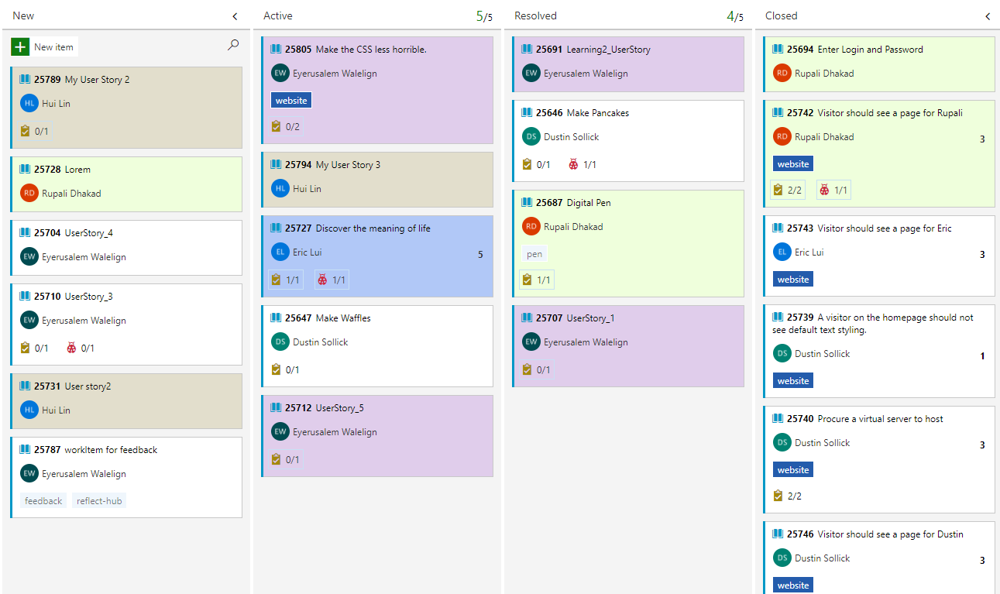 New
New item
25789 My User Story 2
HL Hui Lin
0/1
25728 Lorem
RD Rupali Dhakad
25704 UserStory_4
EW Eyerusalem Walelign
25710 UserStory_3
EW Eyerusalem Walelign
0/1 0/1
25731 User story2
HL Hui Lin
25787 workItem for feedback
EW Eyerusalem Walelign
feedback reflect-hub
Active 5/5
25805 Make the CSS less horrible.
EW Eyerusalem Walelign
website
0/2
25794 My User Story 3
HL Hui Lin
25727 Discover the meaning of life
EL Eric Lui 5
1/1 1/1
25647 Make Waffles
DS Dustin Sollick
0/1
25712 UserStory_5
EW Eyerusalem Walelign
0/1
Resolved 4/5
25691 Learning2_UserStory
EW Eyerusalem Walelign
25646 Make Pancakes
DS Dustin Sollick
0/1 1/1
25687 Digital Pen
RD Rupali Dhakad
pen
1/1
25707 UserStory_1
EW Eyerusalem Walelign
0/1
Closed
25694 Enter Login and Password
RD Rupali Dhakad
25742 Visitor should see a page for Rupali
RD Rupali Dhakad 3
website
2/2 1/1
25743 Visitor should see a page for Eric
EL Eric Lui 3
website
25739 A visitor on the homepage should not
see default text styling.
DS Dustin Sollick 1
website
25740 Procure a virtual server to host
DS Dustin Sollick 3
website
2/2
25746 Visitor should see a page for Dustin
DS Dustin Sollick 3
website